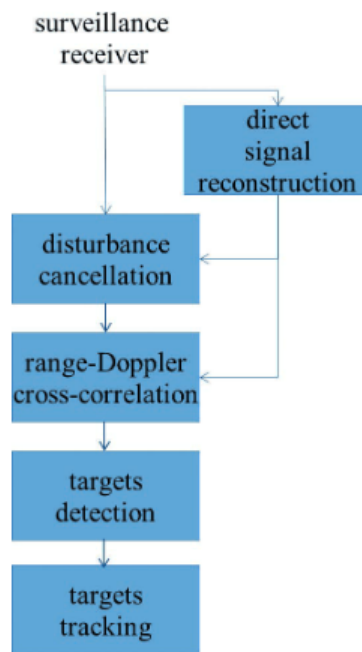 surveillance
receiver
direct
signal
reconstruction
disturbance
cancellation
range-Doppler
cross-correlation
targets
detection
targets
tracking